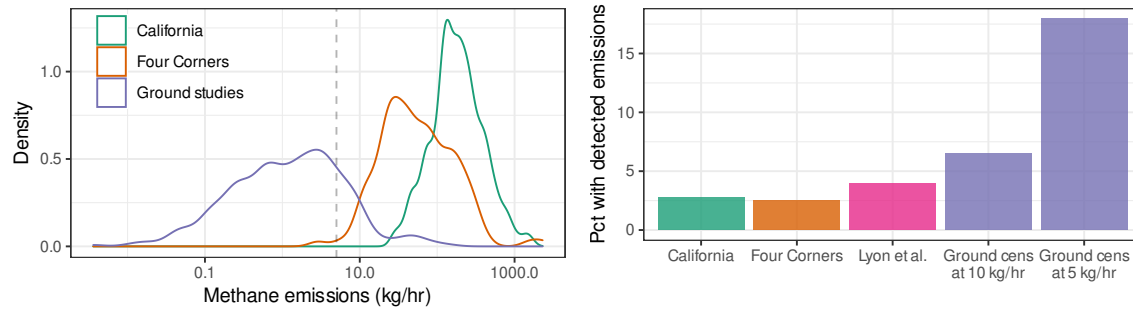 California
Four Corners
Ground studies
Density
1.0
0.5
0.0
0.1
10.0
1000.0
Methane emissions (kg/hr)
Pct with detected emissions
15
10
5
0
California
Four Corners
Lyon et al.
Ground cens
at 10 kg/hr
Ground cens
at 5 kg/hr